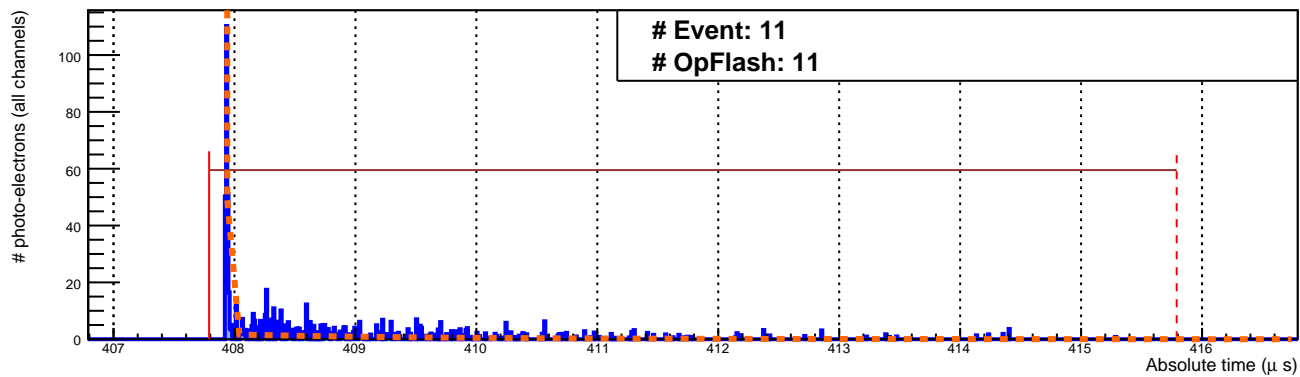 # Event: 11
# OpFlash: 11
# photo-electrons (all channels)
100
80
60
40
20
0
407 408 409 410 411 412 413 414 415 416
Absolute time (μ s)